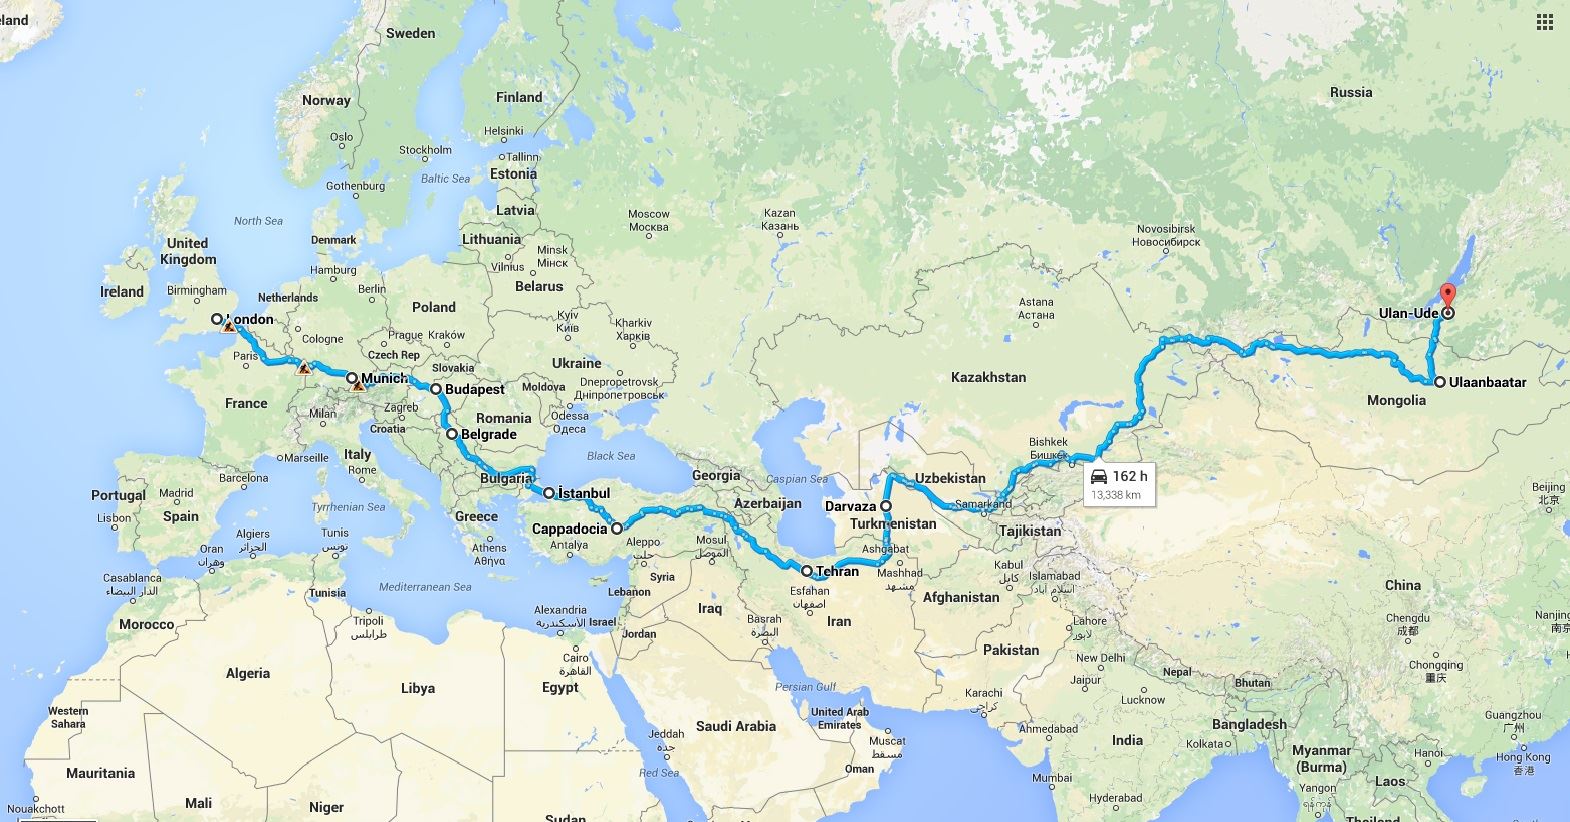 eland
Sweden
Norway
Finland
Russia
Oslo
Helsinki
Stockholm
Tallinn
Estonia
Baltic Sea
Gothenburg
Latvia
North Sea
Moscow
Москва
Kazan
Казань
Novosibirsk
Новосибирск
United
Kingdom
Denmark
Lithuania
Minsk
Мінск
Vilnius
Hamburg
Ireland
Birmingham
Netherlands
Berlin
Belarus
Poland
Astana
Астана
London
Cologne
Prague
Kraków
Kyiv
Київ
Kharkiv
Харків
Ulan-Ude
Paris
Czech Rep
Slovakia
Ukraine
Munich
Budapest
Moldova
Dnepropetrovsk
Дніпропетровськ
Kazakhstan
Ulaanbaatar
Mongolia
France
Milan
Zagreb
Croatia
Romania
Odessa
Одеса
Belgrade
Marseille
Italy
Rome
Black Sea
Bishkek
Бишкек
Barcelona
Bulgaria
Georgia
Caspian Sea
Uzbekistan
162 h
13,338 km
Portugal
Madrid
Spain
Lisbon
Tyrrhenian Sea
Greece
İstanbul
Azerbaijan
Darvaza
Turkmenistan
Samarkand
Tajikistan
Beijing
北京
Cappadocia
Athens
Αθήνα
Antalya
Aleppo
حلب
Mosul
الموصل
Ashgabat
Oran
وهران
Algiers
الجزائر
Tunis
تونس
Casablanca
الدار البيضاء
Mediterranean Sea
Tunisia
Syria
Lebanon
Tehran
Esfahan
اصفهان
Mashhad
مشهد
Kabul
کابل
Islamabad
اسلام آباد
Afghanistan
China
Morocco
Tripoli
طرابلس
Alexandria
الأسكندرية
Israel
Jordan
Iraq
Basrah
البصرة
Iran
Lahore
لاہور
Chengdu
成都
Nanjing
南京
Pakistan
New Delhi
Chongqing
重庆
Algeria
Libya
Cairo
القاهرة
Egypt
Persian Gulf
Karachi
کراچی
Jaipur
Nepal
Bhutan
Lucknow
Western
Sahara
Saudi Arabia
United Arab
Emirates
Jeddah
جدة
Muscat
مسقط
Ahmedabad
India
Bangladesh
Kolkata
Guangzhou
广州
Myanmar
(Burma)
Hanoi
Hong Kong
香港
Mauritania
Red Sea
Oman
Mumbai
Laos
Yangon
Nouakchott
Mali
Niger
Sudan
Hyderabad
Thailand